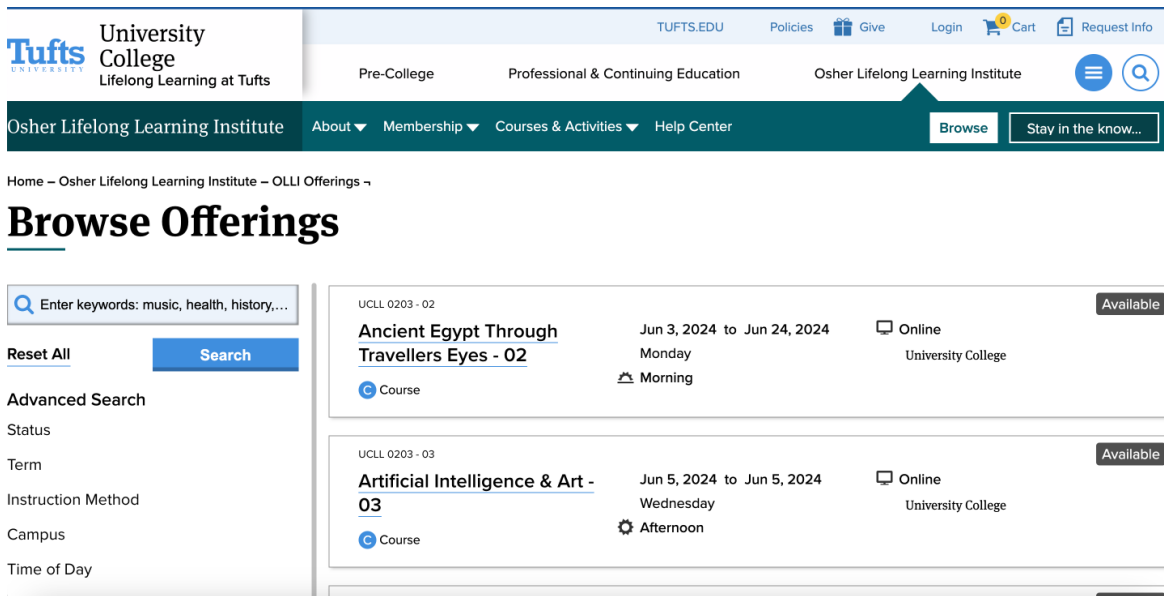 TUFTS.EDU
Policies
Give
Login
0
Cart
Request Info
Tufts
UNIVERSITY
University
College
Lifelong Learning at Tufts
Pre-College
Professional & Continuing Education
Osher Lifelong Learning Institute
Osher Lifelong Learning Institute
About
Membership
Courses & Activities
Help Center
Browse
Stay in the know...
Home – Osher Lifelong Learning Institute – OLLI Offerings ¬
Browse Offerings
Enter keywords: music, health, history,...
Reset All
Search
Advanced Search
Status
Term
Instruction Method
Campus
Time of Day
UCLL 0203 - 02
Ancient Egypt Through
Travellers Eyes - 02
C Course
Jun 3, 2024 to Jun 24, 2024
Monday
Morning
Online
University College
Available
UCLL 0203 - 03
Artificial Intelligence & Art -
03
C Course
Jun 5, 2024 to Jun 5, 2024
Wednesday
Afternoon
Online
University College
Available